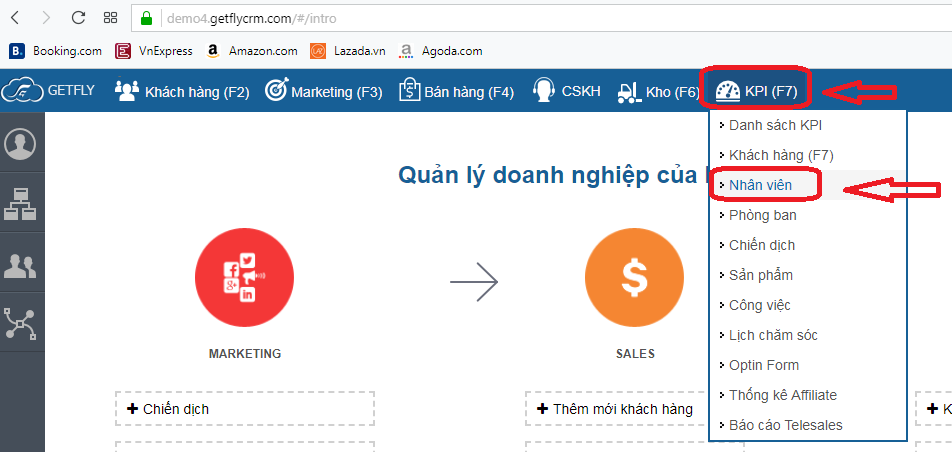 demo4.getflycrm.com/#/intro
B. Booking.com VnExpress a Amazon.com Lazada.vn a Agoda.com
GETFLY Khách hàng (F2) Marketing (F3) Bán hàng (F4) CSKH Kho (F6) KPI (F7)
Danh sách KPI
Khách hàng (F7)
Quản lý doanh nghiệp của
Nhân viên
Phòng ban
Chiến dịch
Sản phẩm
Công việc
Lịch chăm sóc
Optin Form
Thống kê Affiliate
Báo cáo Telesales
f g+ in
$
MARKETING SALES
+ Chiến dịch + Thêm mới khách hàng + K